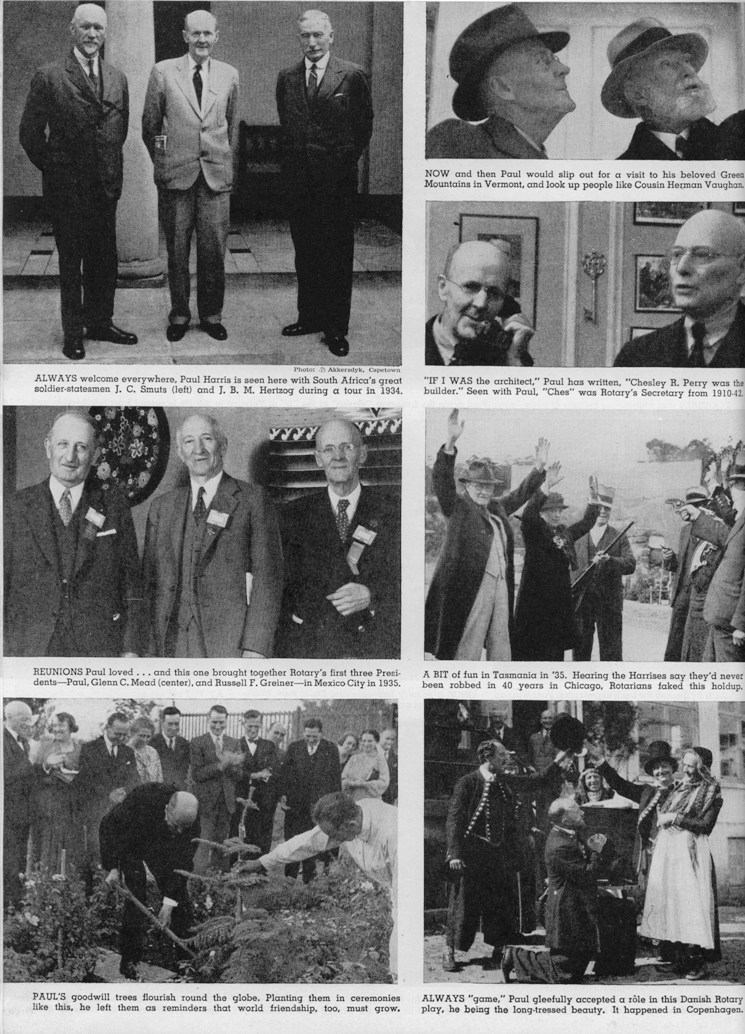 Photo: Akkersdyk, Capetown
ALWAYS welcome everywhere, Paul Harris is seen here with South Africa's great
soldier-statesmen J. C. Smuts (left) and J. B. M. Hertzog during a tour in 1934.
NOW and then Paul would slip out for a visit to his beloved Green
Mountains in Vermont, and look up people like Cousin Herman Vaughan.
"IF I WAS the architect," Paul has written, "Chesley R. Perry was the
builder." Seen with Paul, "Ches" was Rotary's Secretary from 1910-42.
REUNIONS Paul loved . . . and this one brought together Rotary's first three Presi-
dents—Paul, Glenn C. Mead (center), and Russell F. Greiner—in Mexico City in 1935.
A BIT of fun in Tasmania in '35. Hearing the Harrises say they'd never
been robbed in 40 years in Chicago, Rotarians faked this holdup.
PAUL'S goodwill trees flourish round the globe. Planting them in ceremonies
like this, he left them as reminders that world friendship, too, must grow.
ALWAYS "game," Paul gleefully accepted a rôle in this Danish Rotary
play, he being the long-tressed beauty. It happened in Copenhagen.